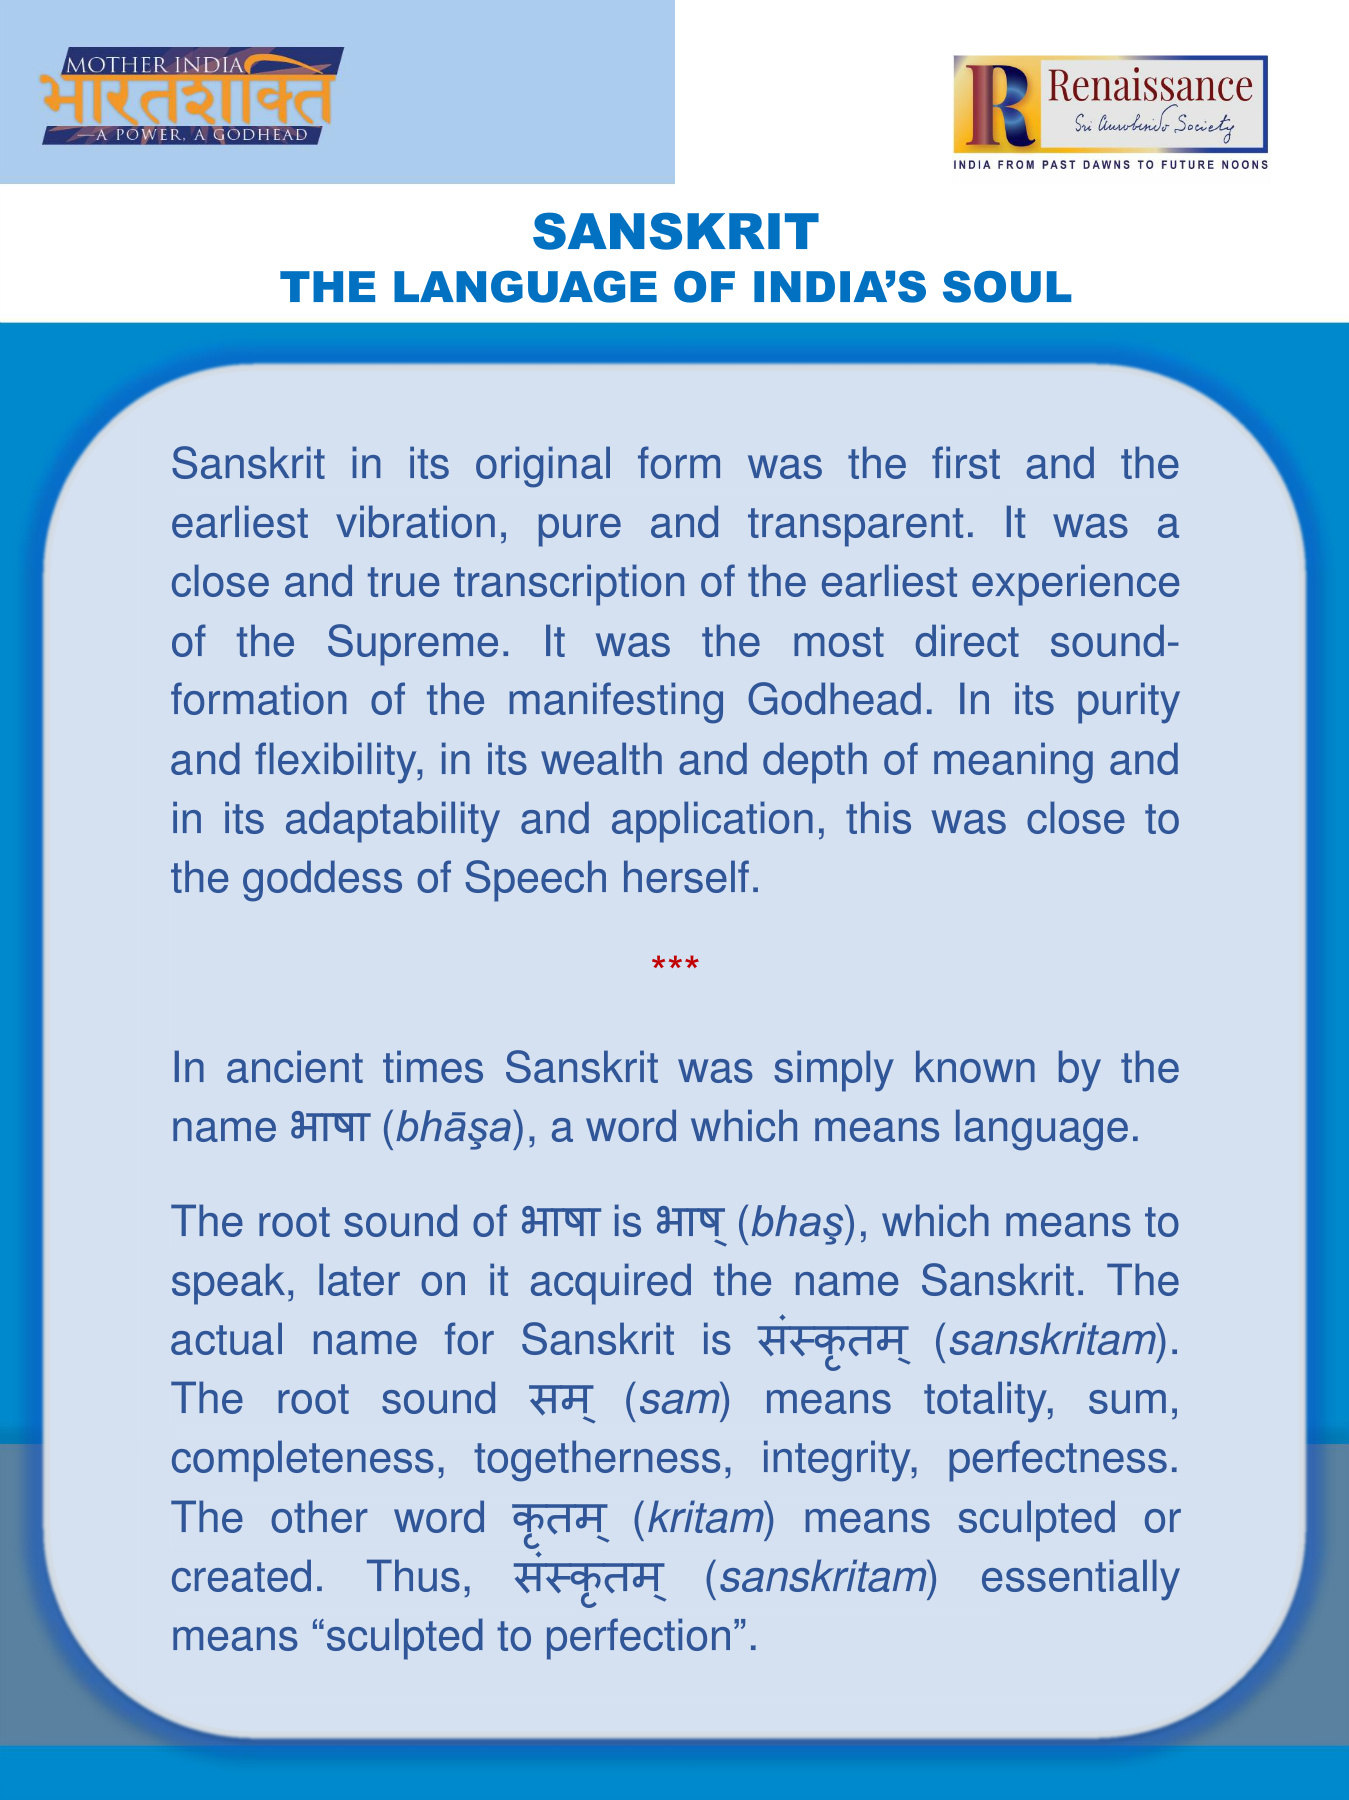 MOTHER INDIA
भारतशक्ति
—A POWER, A GODHEAD
Renaissance
Sri Aurobindo Society
INDIA FROM PAST DAWNS TO FUTURE NOONS
SANSKRIT
THE LANGUAGE OF INDIA’S SOUL
Sanskrit in its original form was the first and the
earliest vibration, pure and transparent. It was a
close and true transcription of the earliest experience
of the Supreme. It was the most direct sound-
formation of the manifesting Godhead. In its purity
and flexibility, in its wealth and depth of meaning and
in its adaptability and application, this was close to
the goddess of Speech herself.
***
In ancient times Sanskrit was simply known by the
name भाषा (bhāşa), a word which means language.
The root sound of भाषा is भाष् (bhaş), which means to
speak, later on it acquired the name Sanskrit. The
actual name for Sanskrit is संस्कृतम् (sanskritam).
The root sound सम् (sam) means totality, sum,
completeness, togetherness, integrity, perfectness.
The other word कृतम् (kritam) means sculpted or
created. Thus, संस्कृतम् (sanskritam) essentially
means “sculpted to perfection”.